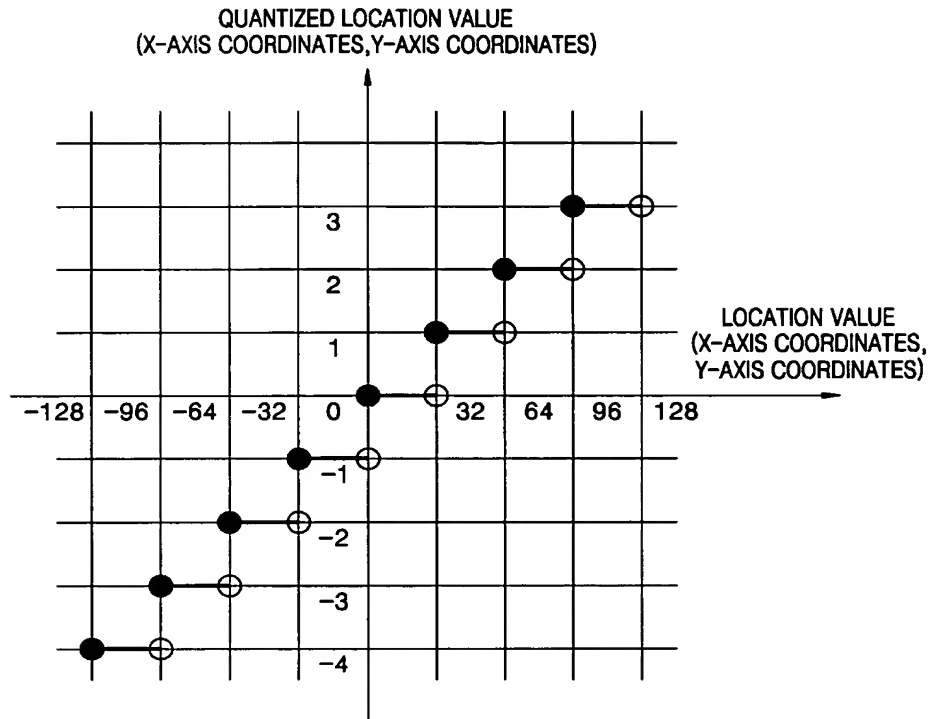 QUANTIZED LOCATION VALUE
(X-AXIS COORDINATES,Y-AXIS COORDINATES)
3
2
1
LOCATION VALUE
(X-AXIS COORDINATES,
Y-AXIS COORDINATES)
-128 -96 -64 -32 0 32 64 96 128
-1
-2
-3
-4